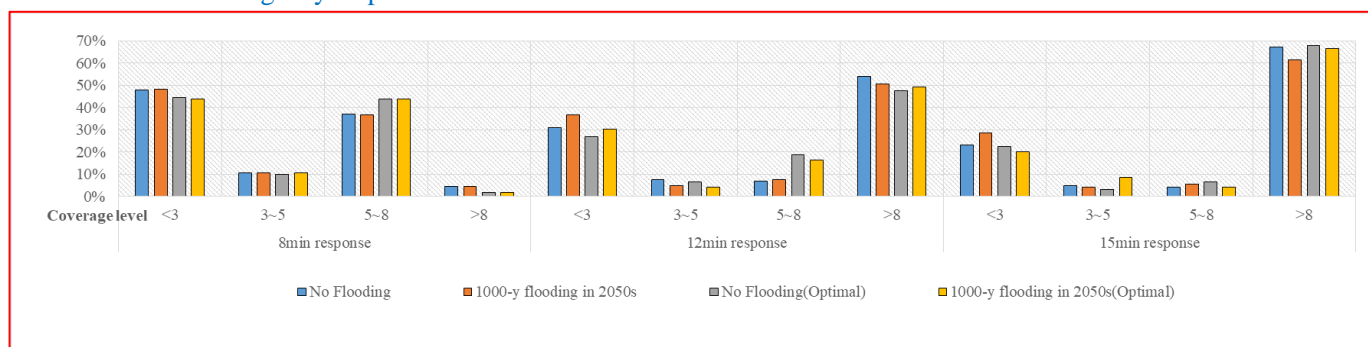 70%
60%
50%
40%
30%
20%
10%
0%
Coverage level <3 3~5 5~8 >8 <3 3~5 5~8 >8 <3 3~5 5~8 >8
8min response 12min response 15min response
No Flooding 1000-y flooding in 2050s No Flooding(Optimal) 1000-y flooding in 2050s(Optimal)